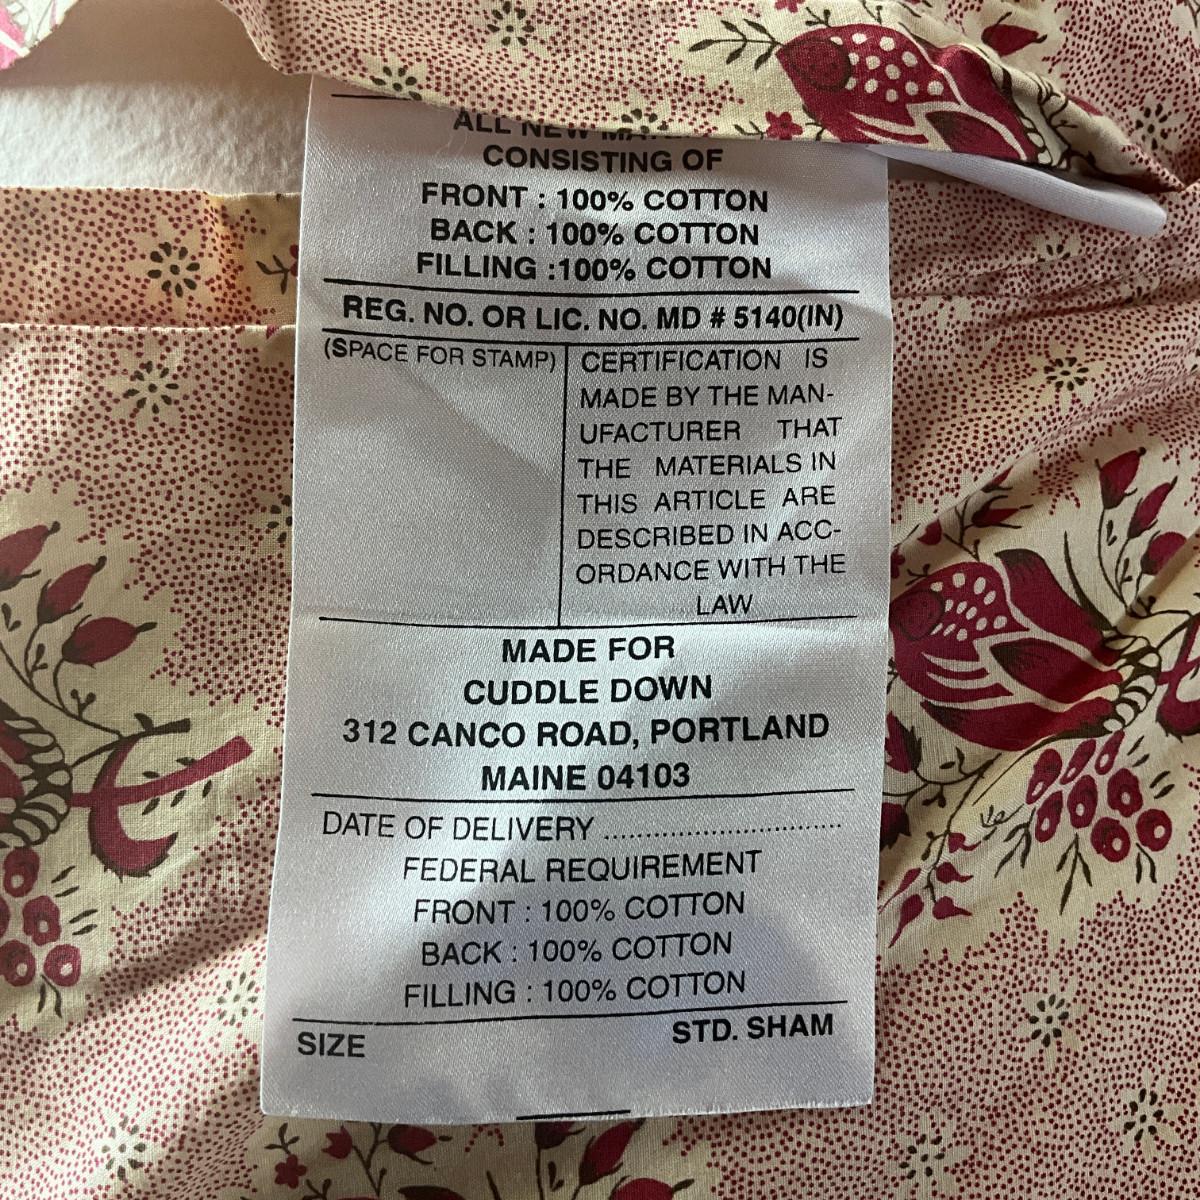 ALL NEW MA
CONSISTING OF
FRONT : 100% COTTON
BACK : 100% COTTON
FILLING :100% COTTON
REG. NO. OR LIC. NO. MD # 5140(IN)
(SPACE FOR STAMP)
CERTIFICATION IS
MADE BY THE MAN-
UFACTURER THAT
THE MATERIALS IN
THIS ARTICLE ARE
DESCRIBED IN ACC-
ORDANCE WITH THE
LAW
MADE FOR
CUDDLE DOWN
312 CANCO ROAD, PORTLAND
MAINE 04103
DATE OF DELIVERY ..............................
FEDERAL REQUIREMENT
FRONT : 100% COTTON
BACK : 100% COTTON
FILLING : 100% COTTON
SIZE STD. SHAM